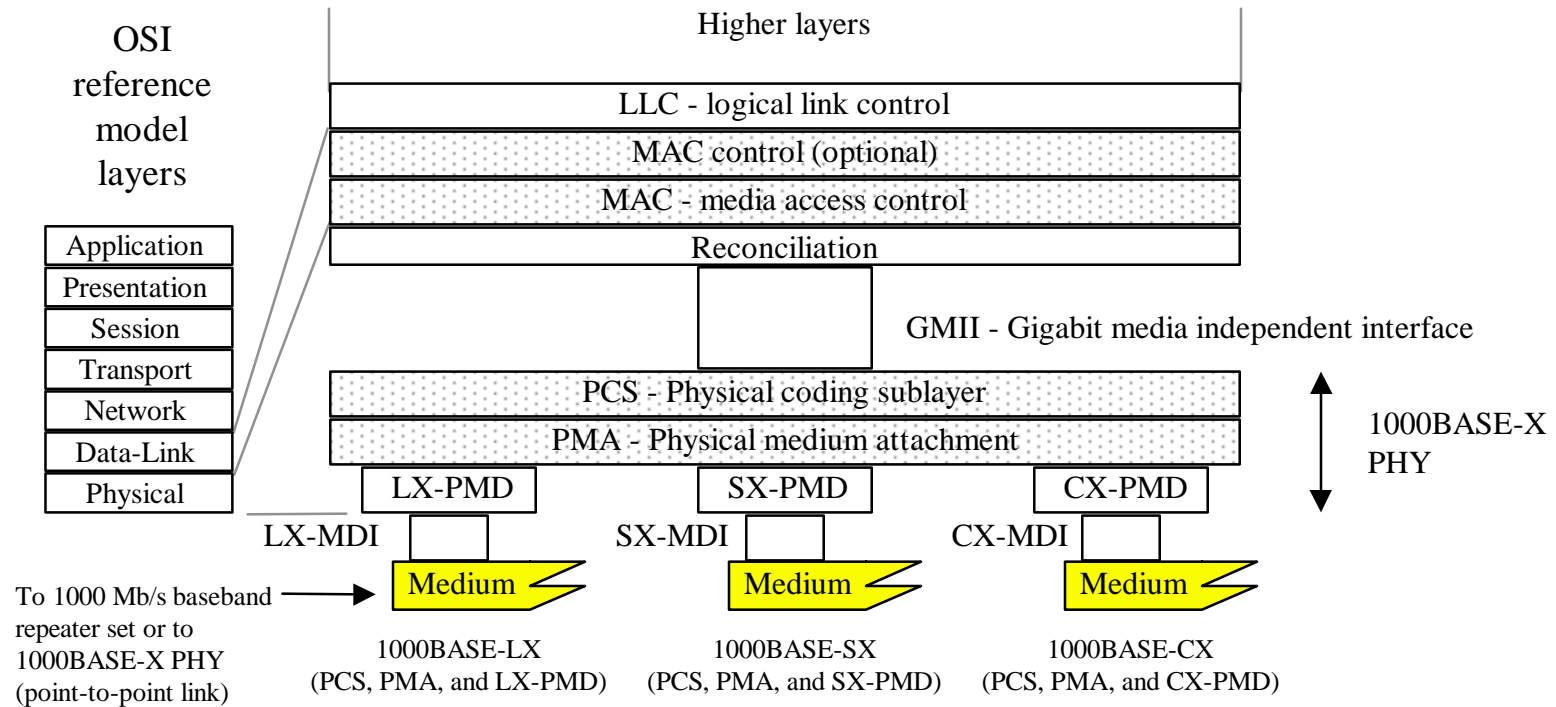 OSI
reference
model
layers
Application
Presentation
Session
Transport
Network
Data-Link
Physical
Higher layers
LLC - logical link control
MAC control (optional)
MAC - media access control
Reconciliation
GMII - Gigabit media independent interface
PCS - Physical coding sublayer
PMA - Physical medium attachment
1000BASE-X
PHY
LX-PMD
SX-PMD
CX-PMD
LX-MDI
SX-MDI
CX-MDI
Medium
Medium
Medium
To 1000 Mb/s baseband
repeater set or to
1000BASE-X PHY
(point-to-point link)
1000BASE-LX
(PCS, PMA, and LX-PMD)
1000BASE-SX
(PCS, PMA, and SX-PMD)
1000BASE-CX
(PCS, PMA, and CX-PMD)